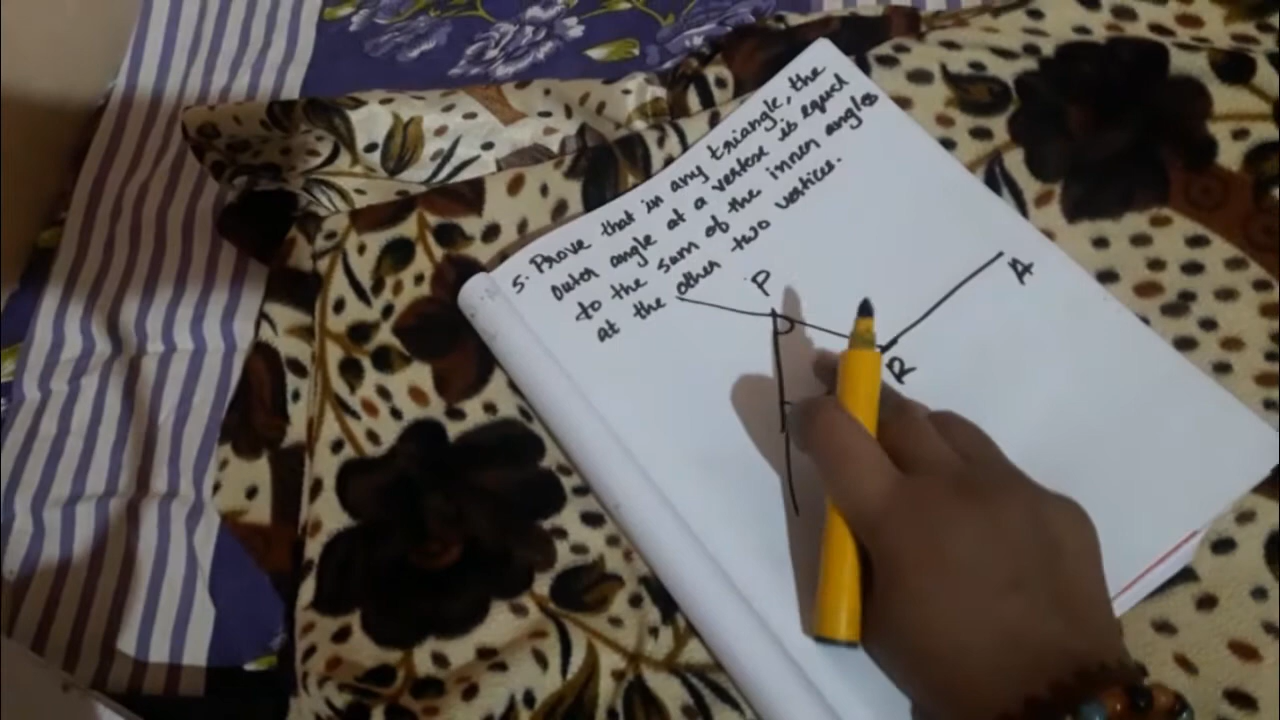 5. Prove that in any triangle, the
outer angle at a vertex is equal
to the sum of the inner angles
at the other two vertices.
P
R
A